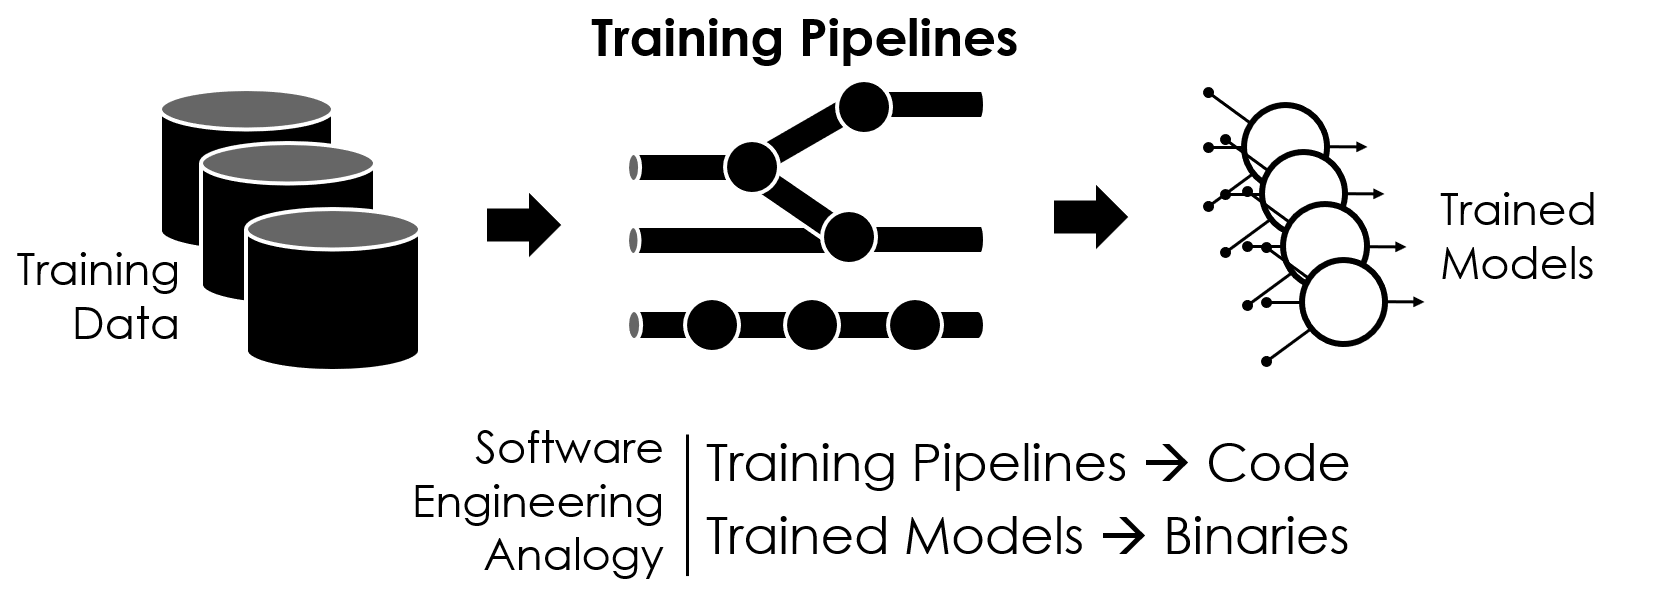 Training Pipelines
Training
Data
Trained
Models
Software
Engineering
Analogy
Training Pipelines → Code
Trained Models → Binaries